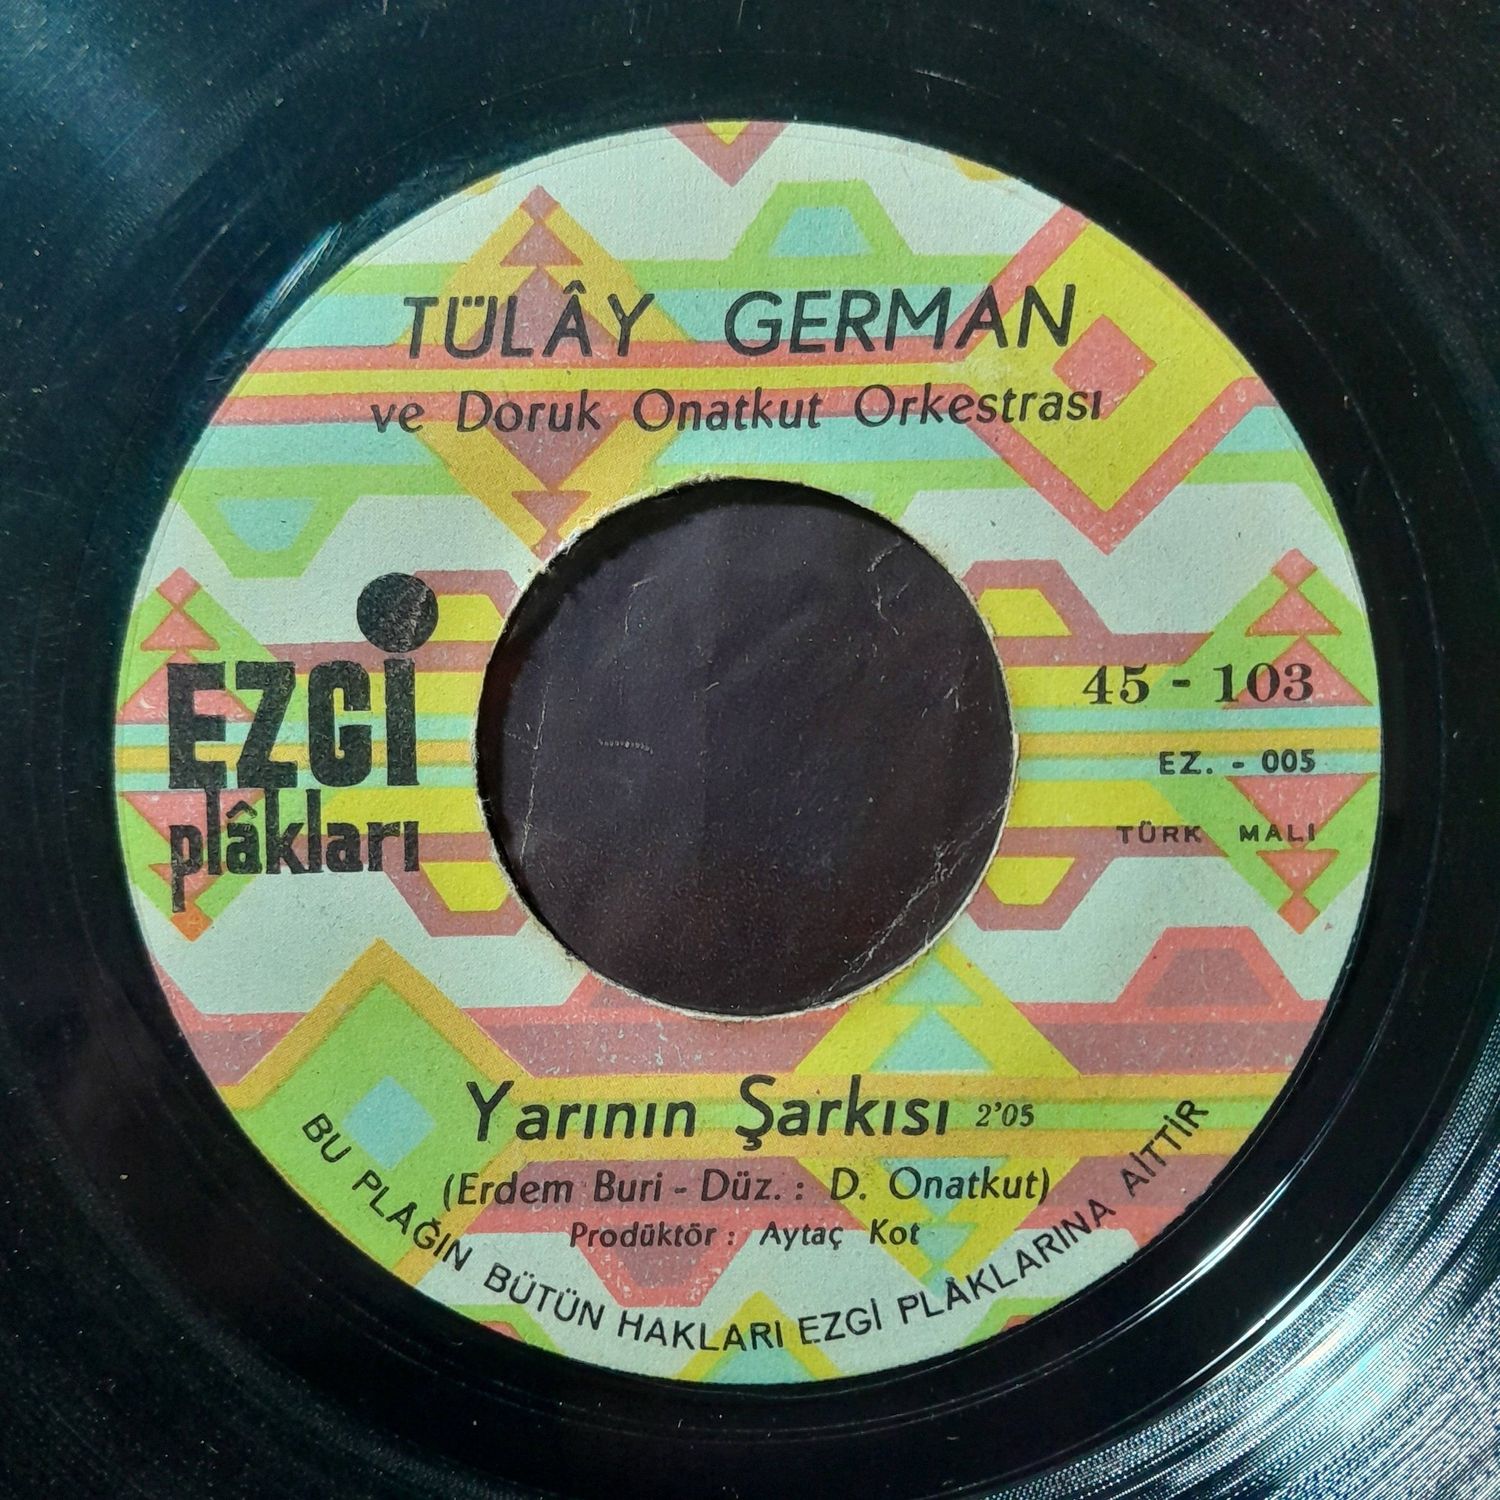 TÜLÂY GERMAN
ve Doruk Onatkut Orkestrası
EZGİ
plâkları
45 - 103
EZ. - 005
TÜRK MALI
Yarının Şarkısı 2'05
(Erdem Buri - Düz. : D. Onatkut)
Prodüktör : Aytaç Kot
BU PLÂĞIN BÜTÜN HAKLARI EZGİ PLÂKLARINA AİTTİR